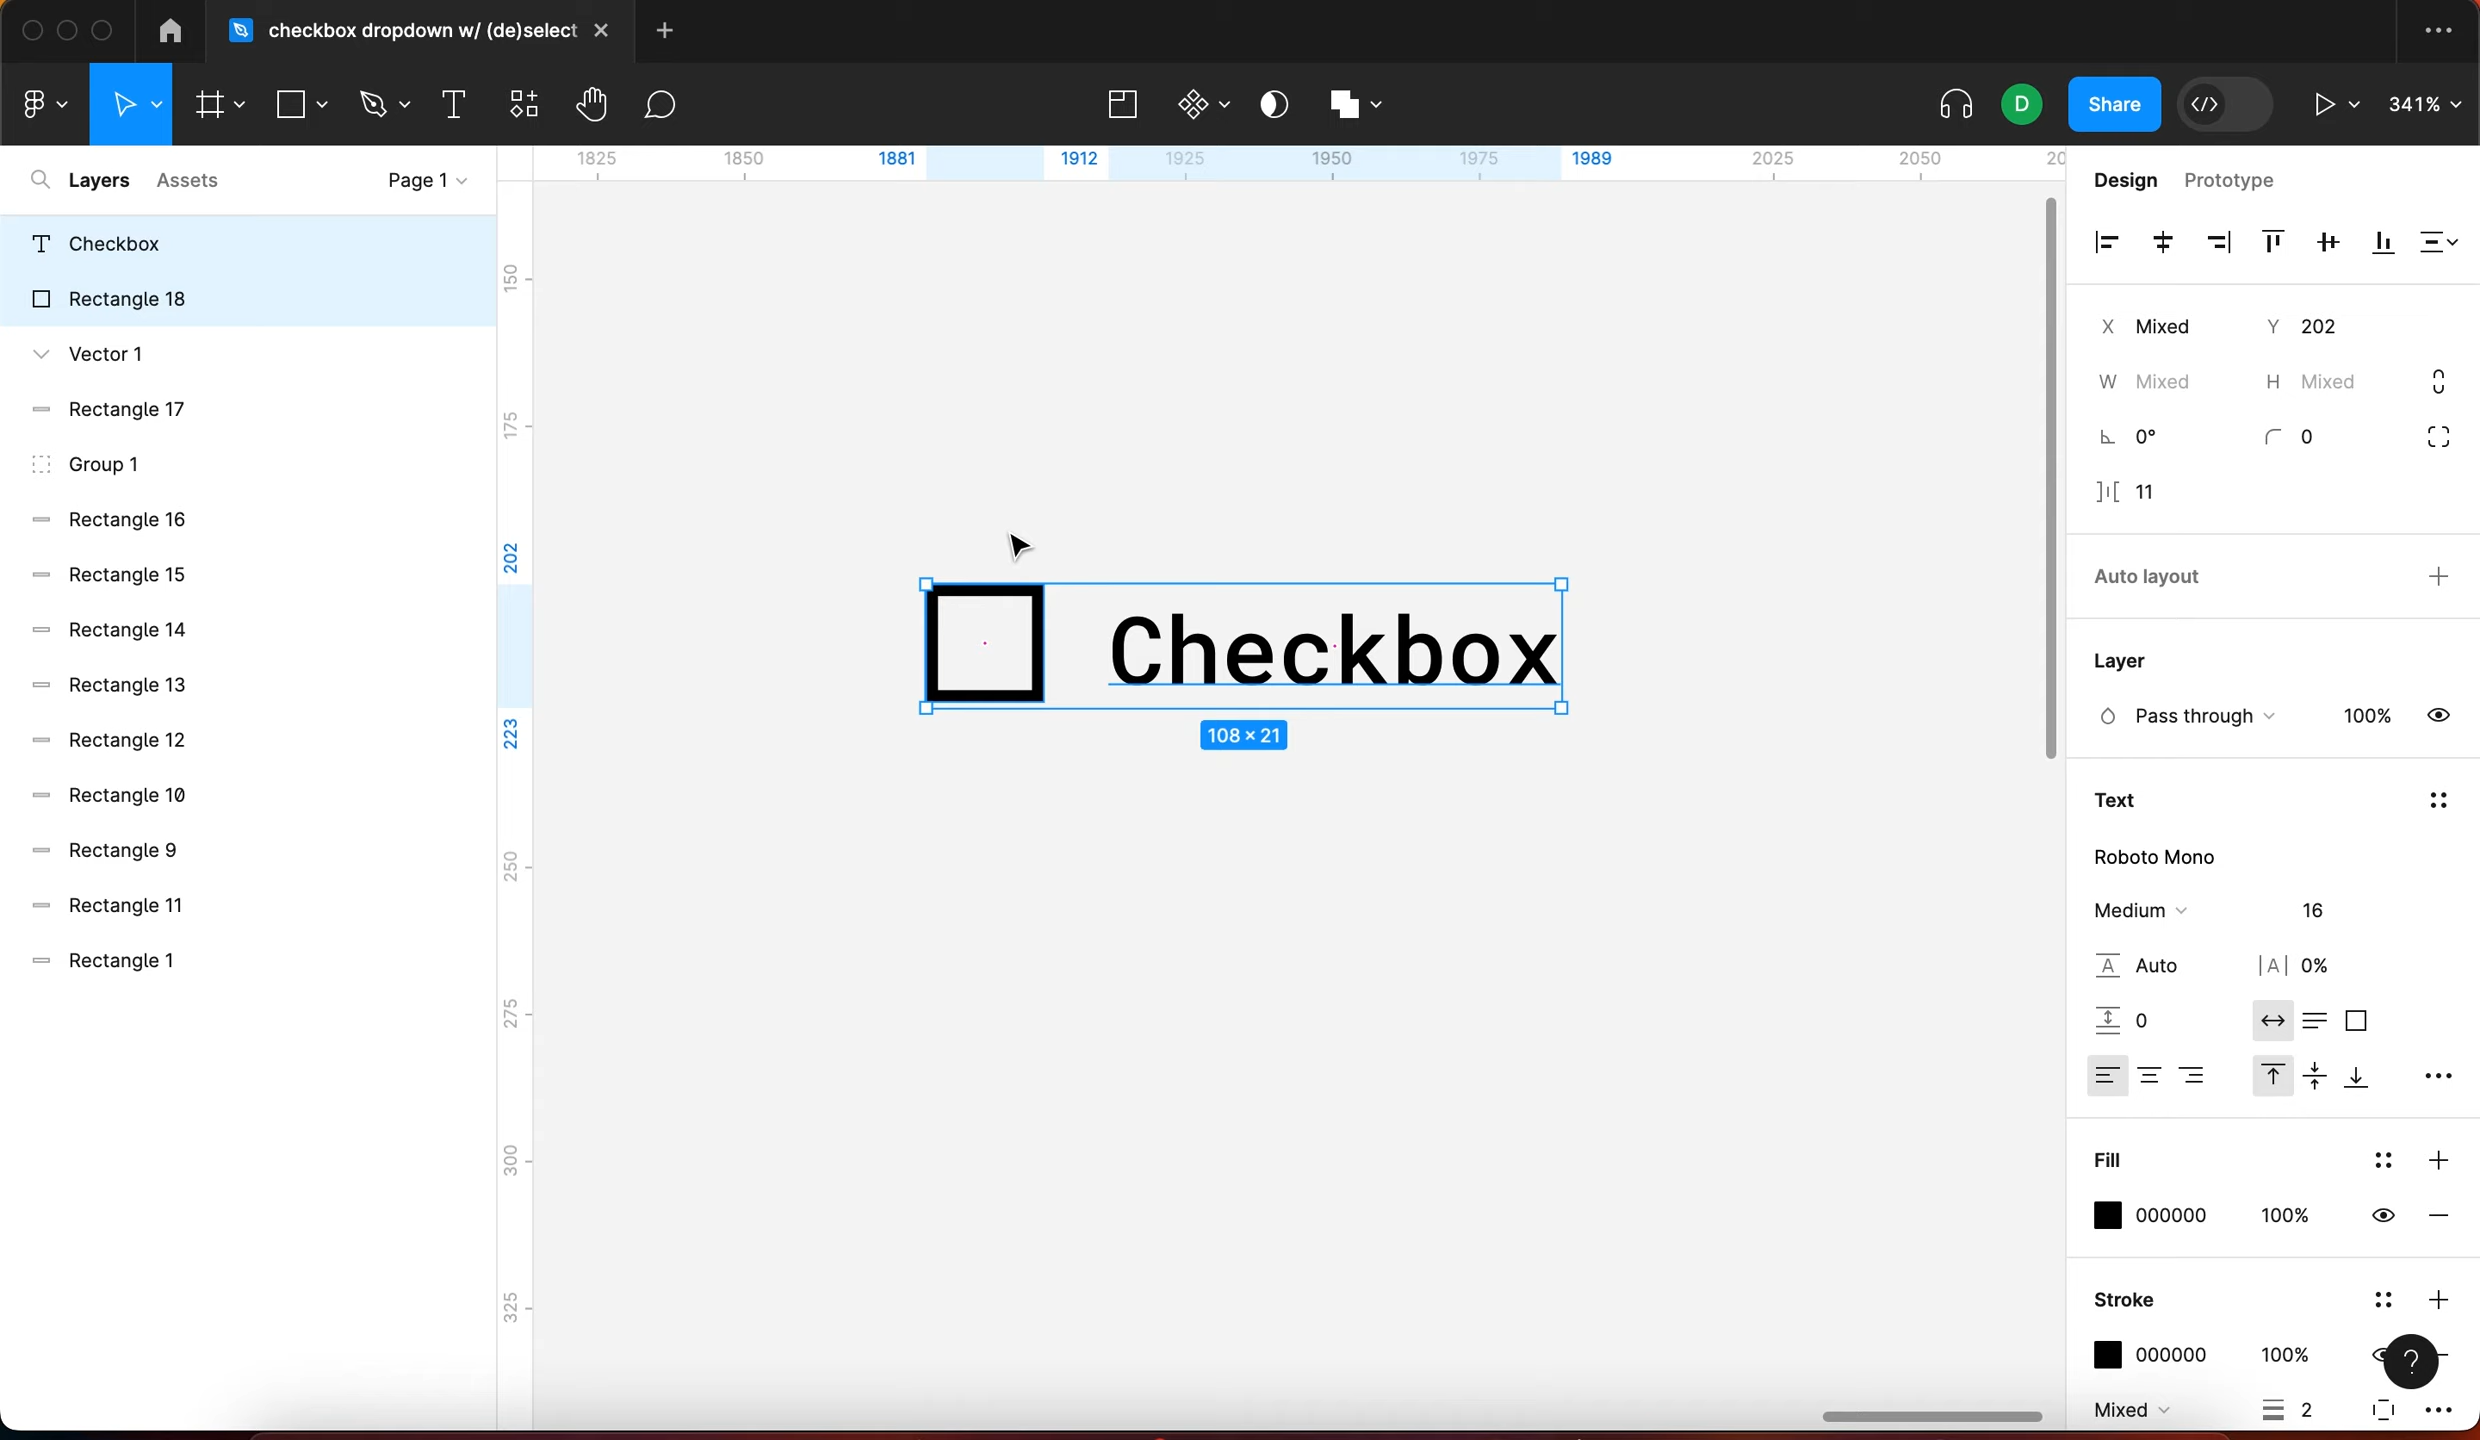 checkbox dropdown w/ (de)select
D
Share
341%
Layers
Assets
Page 1
1825
1850
1881
1912
1925
1950
1975
1989
2025
2050
20
Design
Prototype
Checkbox
Rectangle 18
Vector 1
Rectangle 17
Group 1
Rectangle 16
Rectangle 15
Rectangle 14
Rectangle 13
Rectangle 12
Rectangle 10
Rectangle 9
Rectangle 11
Rectangle 1
150
175
202
223
250
275
300
325
Checkbox
108 × 21
X Mixed
Y 202
W Mixed
H Mixed
0°
0
11
Auto layout
Layer
Pass through
100%
Text
Roboto Mono
Medium
16
A Auto
|A| 0%
0
Fill
000000
100%
Stroke
000000
100%
?
Mixed
2